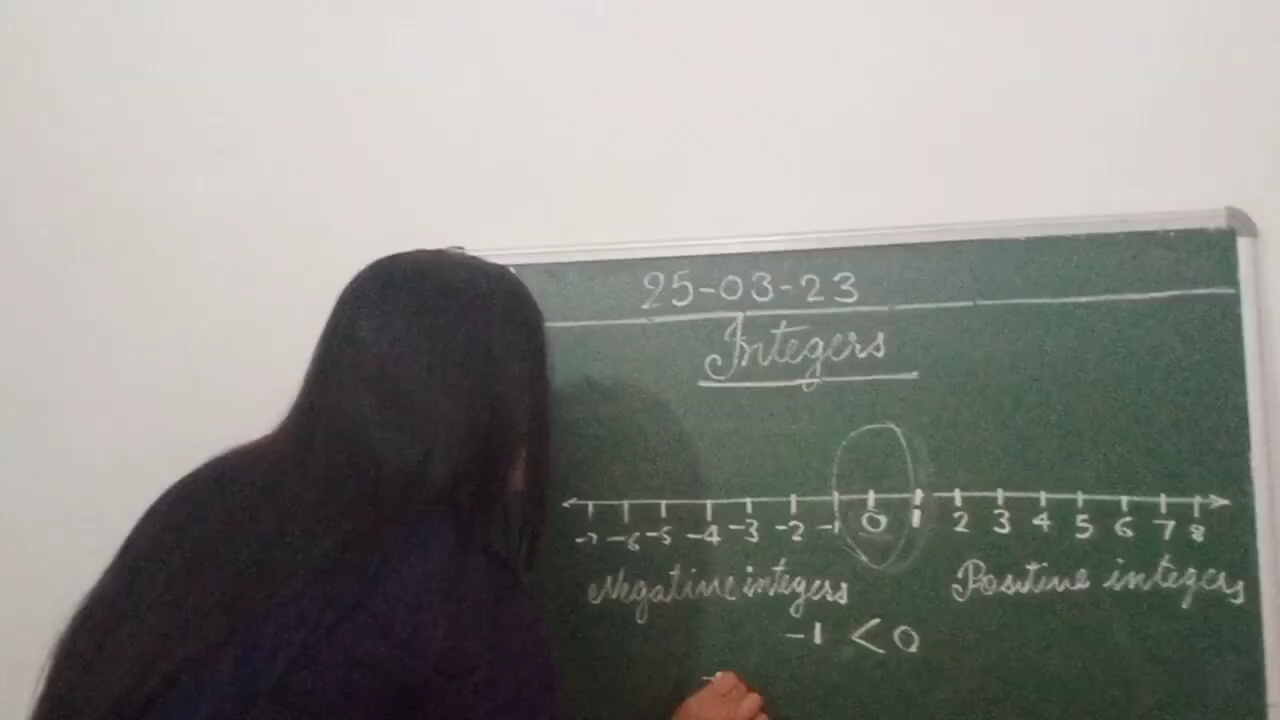 25-03-23
Integers
-7 -6 -5 -4 -3 -2 -1 0 1 2 3 4 5 6 7 8
Negative integers Positive integers
-1 < 0